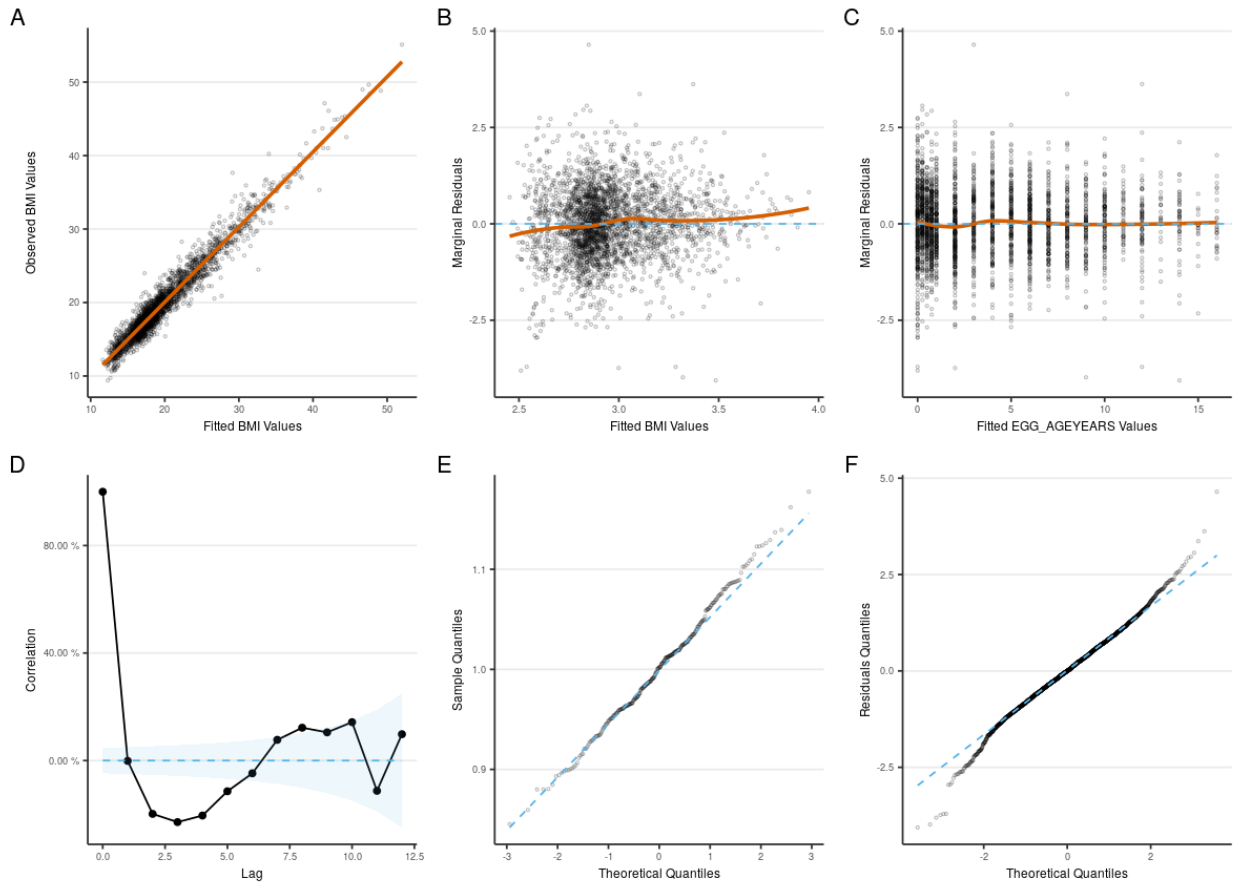 A
Observed BMI Values
50
40
30
20
10
10 20 30 40 50
Fitted BMI Values
B
Marginal Residuals
5.0
2.5
0.0
-2.5
2.5 3.0 3.5 4.0
Fitted BMI Values
C
Marginal Residuals
5.0
2.5
0.0
-2.5
0 5 10 15
Fitted EGG_AGEYEARS Values
D
Correlation
80.00 %
40.00 %
0.00 %
0.0 2.5 5.0 7.5 10.0 12.5
Lag
E
Sample Quantiles
1.1
1.0
0.9
-3 -2 -1 0 1 2 3
Theoretical Quantiles
F
Residuals Quantiles
5.0
2.5
0.0
-2.5
-2 0 2
Theoretical Quantiles